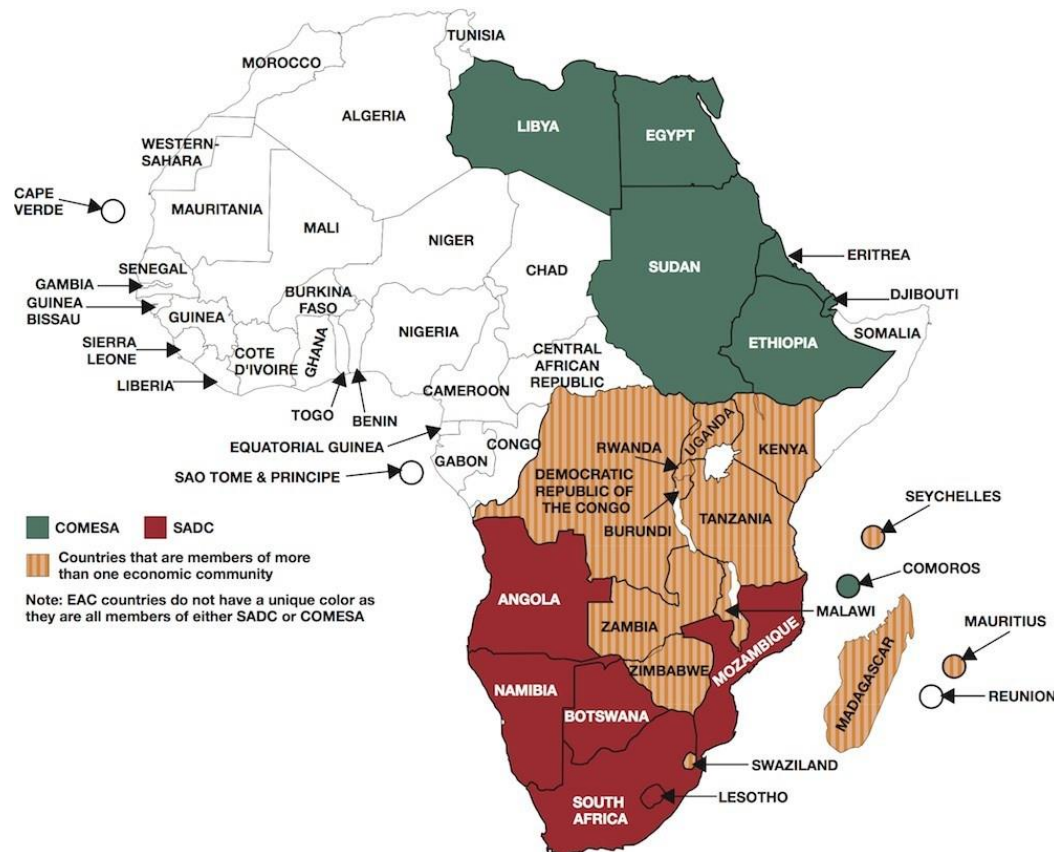 TUNISIA
MOROCCO
ALGERIA
LIBYA
EGYPT
WESTERN-
SAHARA
CAPE
VERDE
MAURITANIA
MALI
NIGER
CHAD
SUDAN
ERITREA
SENEGAL
GAMBIA
GUINEA
BISSAU
GUINEA
BURKINA
FASO
NIGERIA
DJIBOUTI
SOMALIA
ETHIOPIA
SIERRA
LEONE
COTE
D'IVOIRE
GHANA
LIBERIA
TOGO
BENIN
CENTRAL
AFRICAN
REPUBLIC
CAMEROON
EQUATORIAL GUINEA
CONGO
GABON
SAO TOME & PRINCIPE
RWANDA
UGANDA
KENYA
DEMOCRATIC
REPUBLIC OF
THE CONGO
BURUNDI
TANZANIA
SEYCHELLES
COMOROS
COMESA
SADC
Countries that are members of more
than one economic community
Note: EAC countries do not have a unique color as
they are all members of either SADC or COMESA
ANGOLA
ZAMBIA
MALAWI
MOZAMBIQUE
MAURITIUS
ZIMBABWE
MADAGASCAR
REUNION
NAMIBIA
BOTSWANA
SWAZILAND
LESOTHO
SOUTH
AFRICA